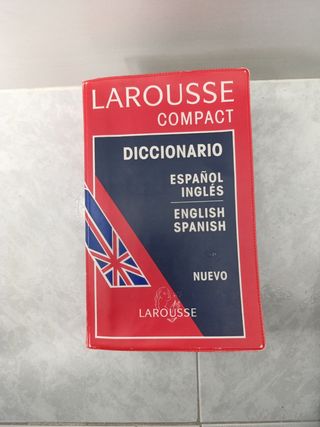 LAROUSSE
COMPACT
DICCIONARIO
ESPAÑOL
INGLÉS
ENGLISH
SPANISH
NUEVO
LAROUSSE